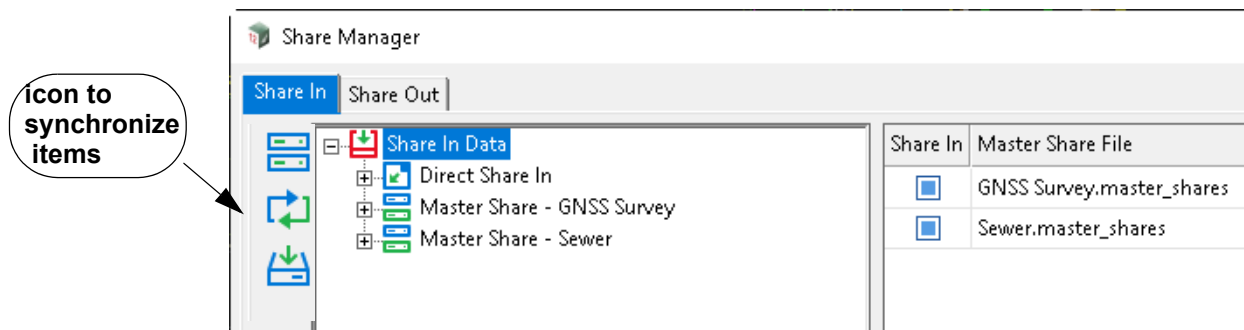 Share Manager
Share In
Share Out
icon to
synchronize
items
Share In Data
Direct Share In
Master Share - GNSS Survey
Master Share - Sewer
Share In
Master Share File
GNSS Survey.master_shares
Sewer.master_shares